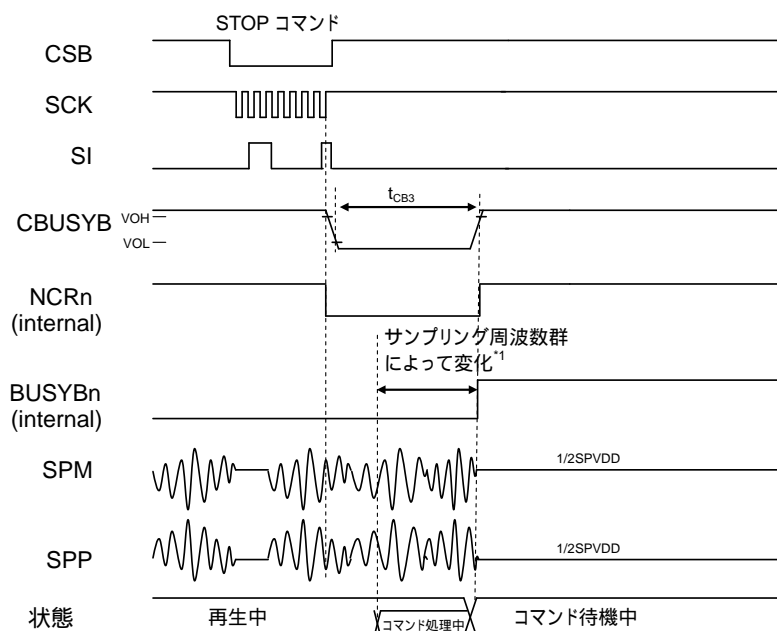 STOP コマンド
CSB
SCK
SI
tCB3
VOH
CBUSYB
VOL
NCRn
(internal)
サンプリング周波数群
によって変化*1
BUSYBn
(internal)
SPM
1/2SPVDD
SPP
1/2SPVDD
状態
再生中
コマンド処理中
コマンド待機中